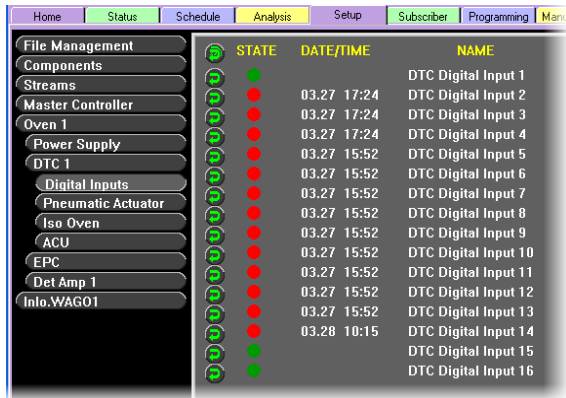 Home Status Schedule Analysis Setup Subscriber Programming Man
File Management
Components
Streams
Master Controller
Oven 1
Power Supply
DTC 1
Digital Inputs
Pneumatic Actuator
Iso Oven
ACU
EPC
Det Amp 1
Info.WAGO1
STATE DATE/TIME NAME
DTC Digital Input 1
03.27 17:24 DTC Digital Input 2
03.27 17:24 DTC Digital Input 3
03.27 17:24 DTC Digital Input 4
03.27 15:52 DTC Digital Input 5
03.27 15:52 DTC Digital Input 6
03.27 15:52 DTC Digital Input 7
03.27 15:52 DTC Digital Input 8
03.27 15:52 DTC Digital Input 9
03.27 15:52 DTC Digital Input 10
03.27 15:52 DTC Digital Input 11
03.27 15:52 DTC Digital Input 12
03.27 15:52 DTC Digital Input 13
03.28 10:15 DTC Digital Input 14
DTC Digital Input 15
DTC Digital Input 16